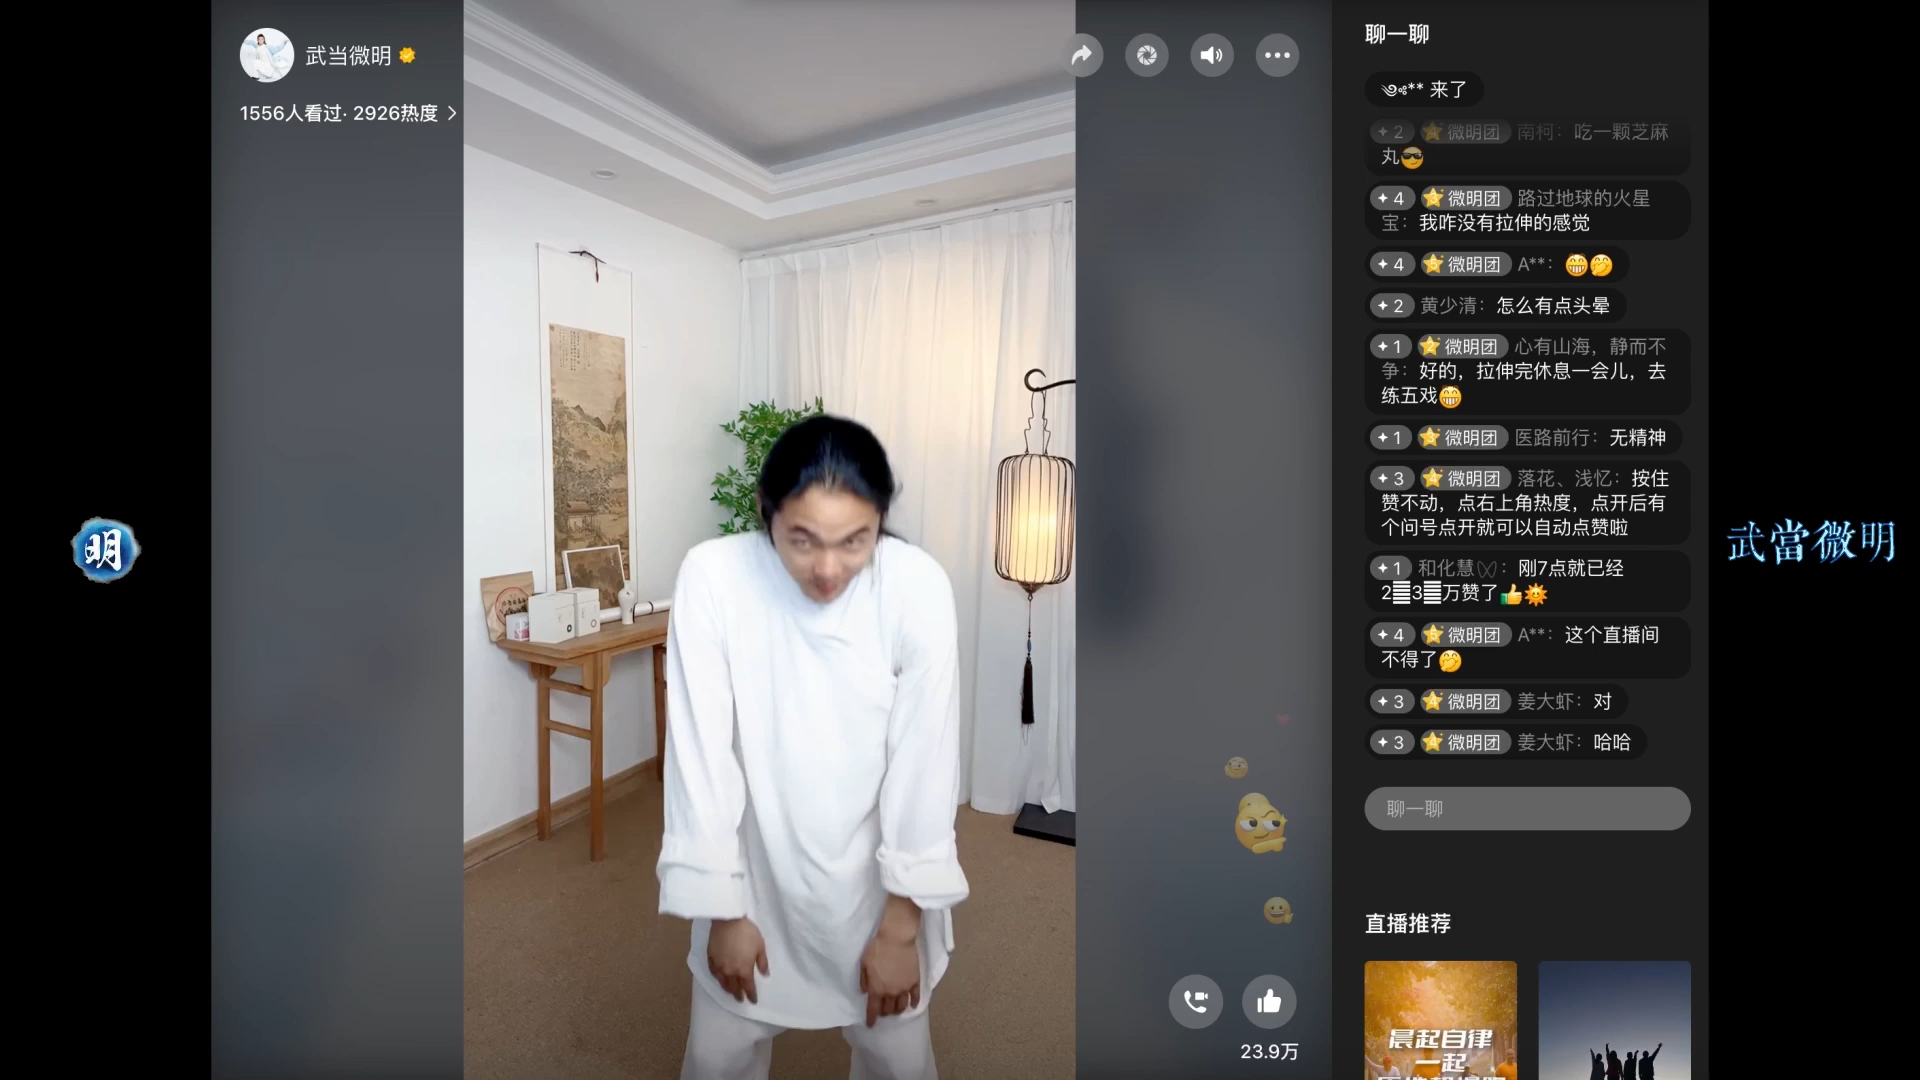 武当微明
1556人看过· 2926热度
聊一聊
** 来了
2 微明团 南柯：吃一颗芝麻
丸
4 微明团 路过地球的火星
宝：我咋没有拉伸的感觉
4 微明团 A**：
2 黄少清：怎么有点头晕
1 微明团 心有山海，静而不
争：好的，拉伸完休息一会儿，去
练五戏
1 微明团 医路前行：无精神
3 微明团 落花、浅忆：按住
赞不动，点右上角热度，点开后有
个问号点开就可以自动点赞啦
1 和化慧：刚7点就已经
2 3 万赞了
4 微明团 A**：这个直播间
不得了
3 微明团 姜大虾：对
3 微明团 姜大虾：哈哈
聊一聊
直播推荐
晨起自律
一起
23.9万
明
武當微明